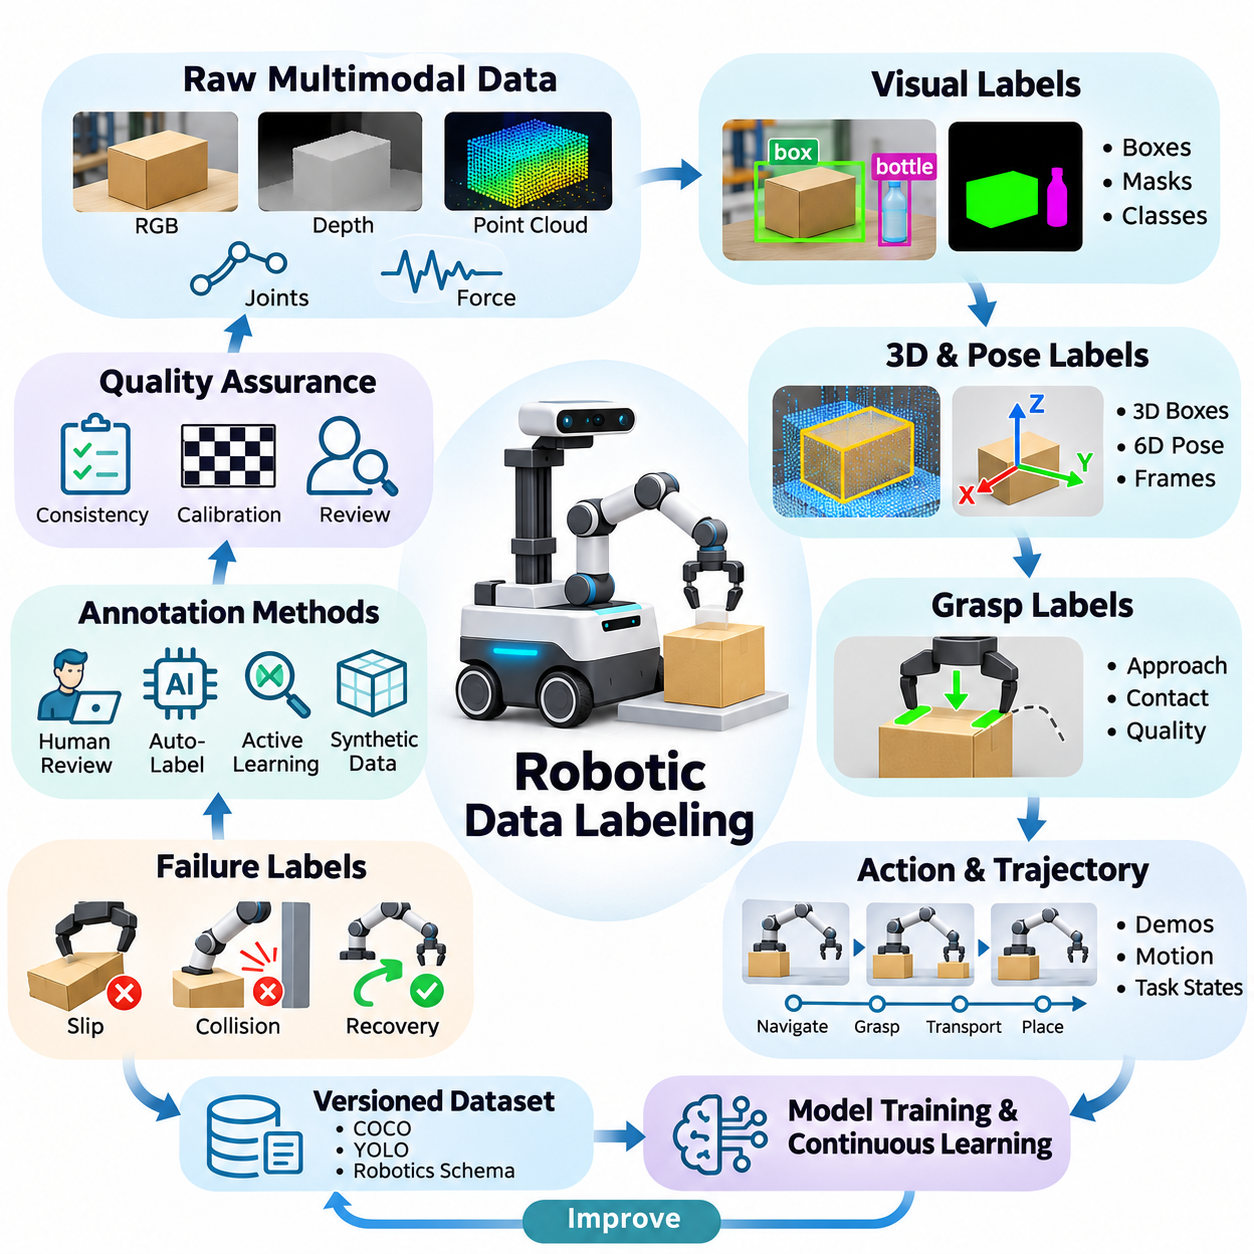 Raw Multimodal Data
RGB
Depth
Point Cloud
Joints
Force
Visual Labels
box
bottle
• Boxes
• Masks
• Classes
3D & Pose Labels
Z
Y
X
• 3D Boxes
• 6D Pose
• Frames
Grasp Labels
• Approach
• Contact
• Quality
Action & Trajectory
• Demos
• Motion
• Task States
Navigate
Grasp
Transport
Place
Quality Assurance
Consistency
Calibration
Review
Annotation Methods
Human
Review
AI
Auto-
Label
Active
Learning
Synthetic
Data
Failure Labels
Slip
Collision
Recovery
Robotic
Data Labeling
Versioned Dataset
• COCO
• YOLO
• Robotics Schema
Model Training &
Continuous Learning
Improve